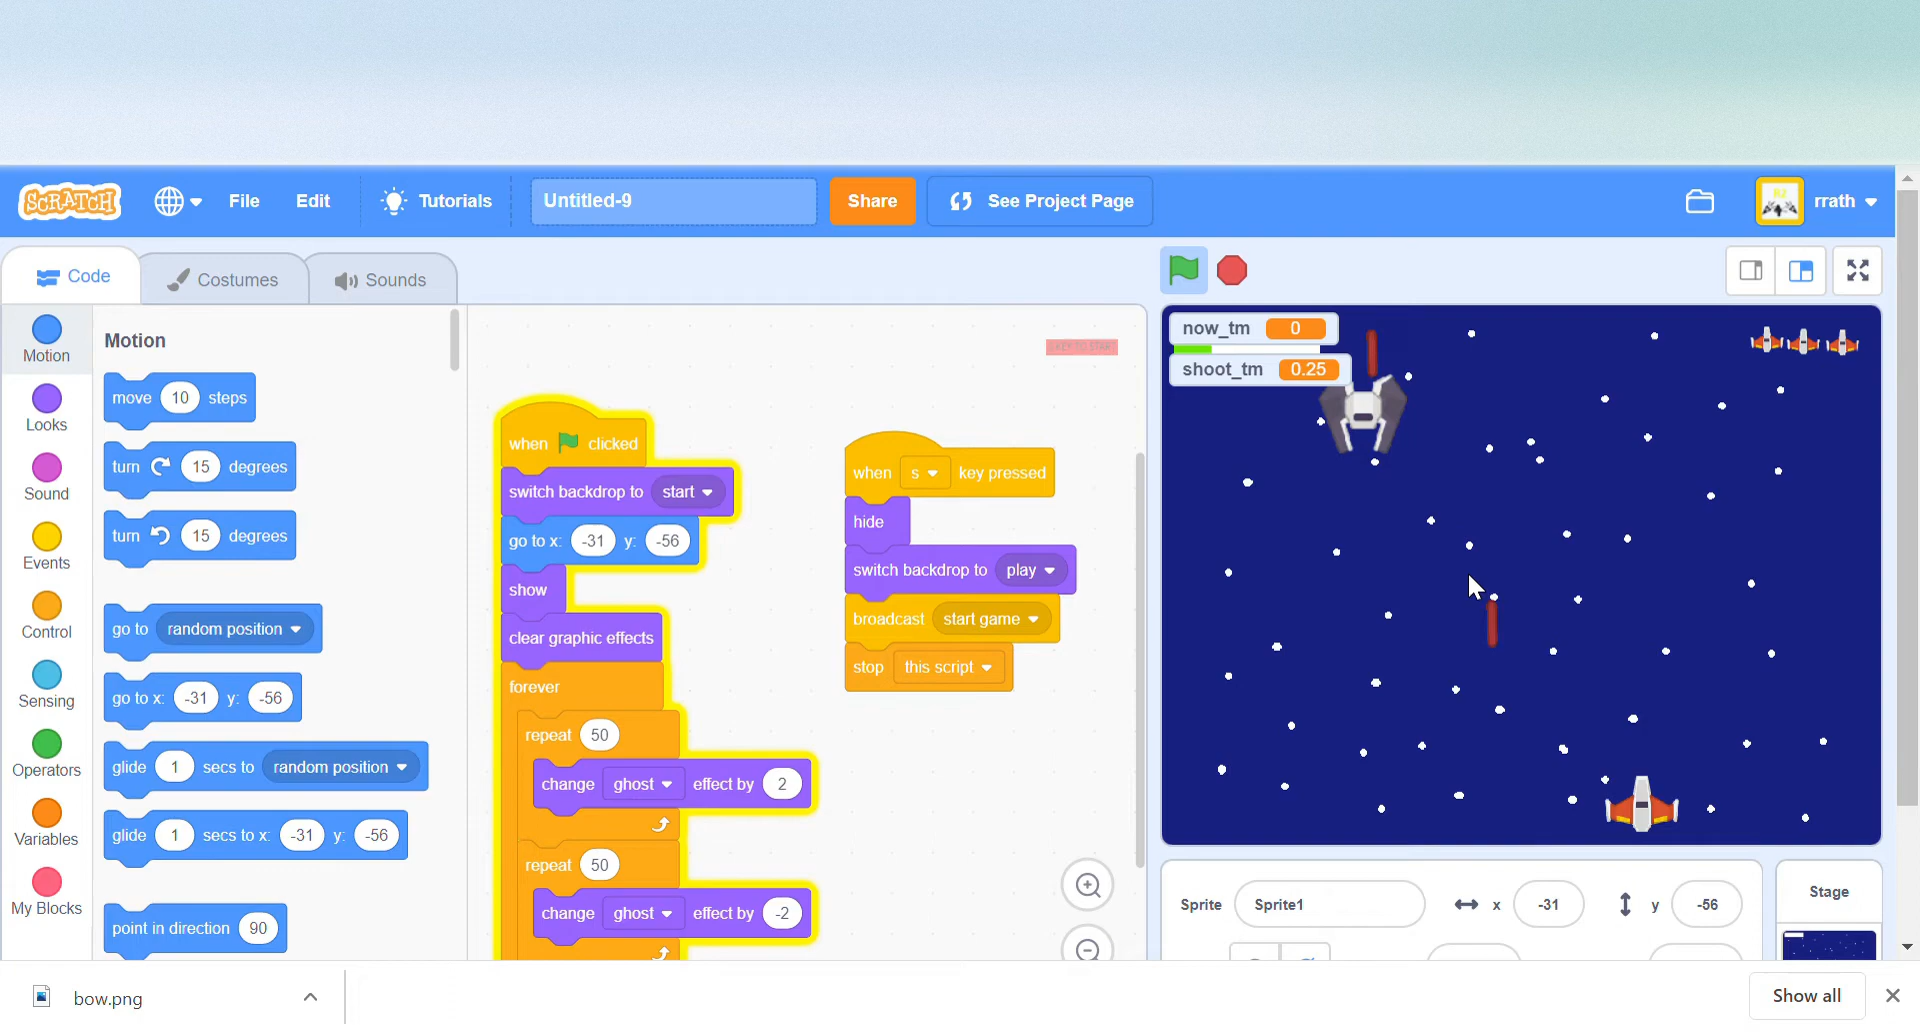 SCRATCH
File
Edit
Tutorials
Untitled-9
Share
See Project Page
R2
rrath
Code
Costumes
Sounds
Motion
Looks
Sound
Events
Control
Sensing
Operators
Variables
My Blocks
Motion
move 10 steps
turn 15 degrees
turn 15 degrees
go to random position
go to x: -31 y: -56
glide 1 secs to random position
glide 1 secs to x: -31 y: -56
point in direction 90
KEY TO START
when clicked
switch backdrop to start
go to x: -31 y: -56
show
clear graphic effects
forever
repeat 50
change ghost effect by 2
repeat 50
change ghost effect by -2
when s key pressed
hide
switch backdrop to play
broadcast start game
stop this script
now_tm 0
shoot_tm 0.25
Sprite Sprite1 x -31 y -56
Stage
bow.png
Show all